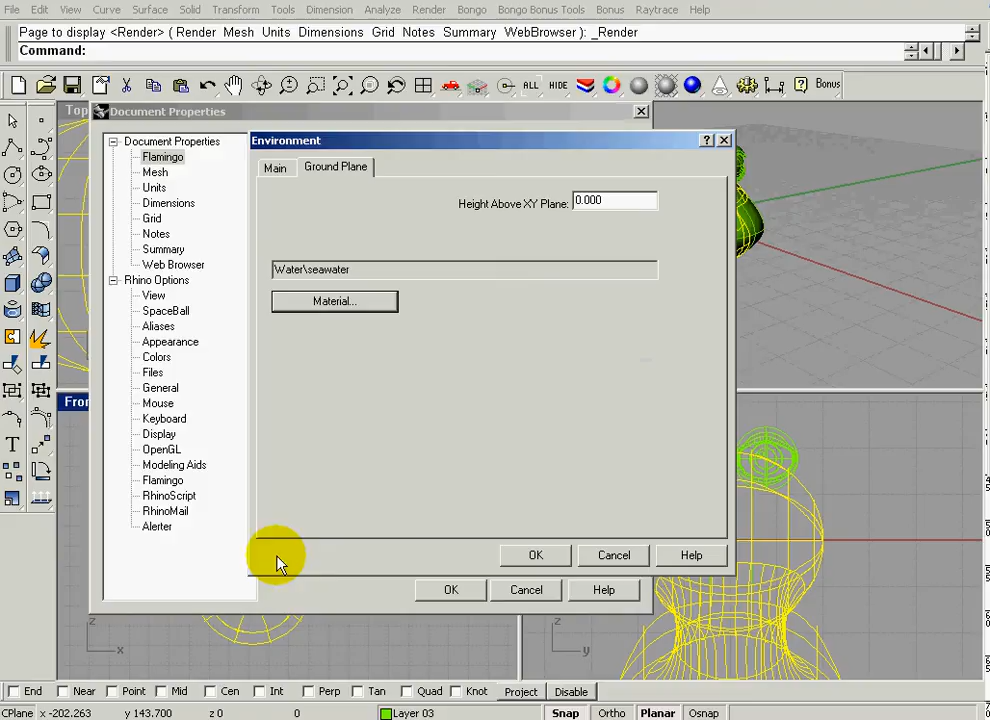 File Edit View Curve Surface Solid Transform Tools Dimension Analyze Render Bongo Bongo Bonus Tools Bonus Raytrace Help
Page to display <Render> ( Render Mesh Units Dimensions Grid Notes Summary WebBrowser ): _Render
Command:
ALL HIDE Bonus
Top
Document Properties
Document Properties
Flamingo
Mesh
Units
Dimensions
Grid
Notes
Summary
Web Browser
Rhino Options
View
SpaceBall
Aliases
Appearance
Colors
Files
General
Mouse
Keyboard
Display
OpenGL
Modeling Aids
Flamingo
RhinoScript
RhinoMail
Alerter
Environment
Main Ground Plane
Height Above XY Plane: 0.000
Water\seawater
Material...
OK Cancel Help
OK Cancel Help
z
x
z
y
End Near Point Mid Cen Int Perp Tan Quad Knot Project Disable
CPlane x -202.263 y 143.700 z 0 0 Layer 03 Snap Ortho Planar Osnap